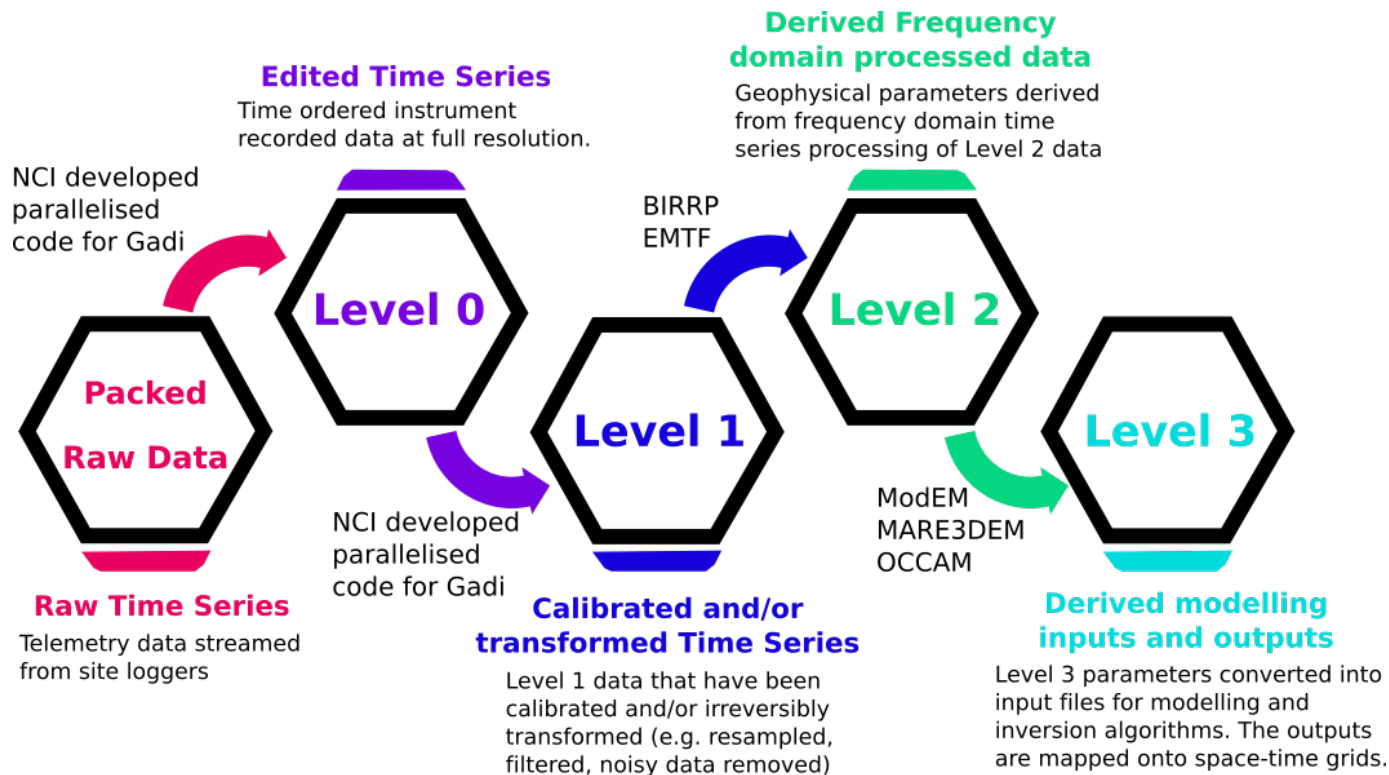 Packed
Raw Data
Raw Time Series
Telemetry data streamed
from site loggers
NCI developed
parallelised
code for Gadi
Edited Time Series
Time ordered instrument
recorded data at full resolution.
Level 0
NCI developed
parallelised
code for Gadi
Level 1
Calibrated and/or
transformed Time Series
Level 1 data that have been
calibrated and/or irreversibly
transformed (e.g. resampled,
filtered, noisy data removed)
BIRRP
EMTF
Derived Frequency
domain processed data
Geophysical parameters derived
from frequency domain time
series processing of Level 2 data
Level 2
ModEM
MARE3DEM
OCCAM
Level 3
Derived modelling
inputs and outputs
Level 3 parameters converted into
input files for modelling and
inversion algorithms. The outputs
are mapped onto space-time grids.